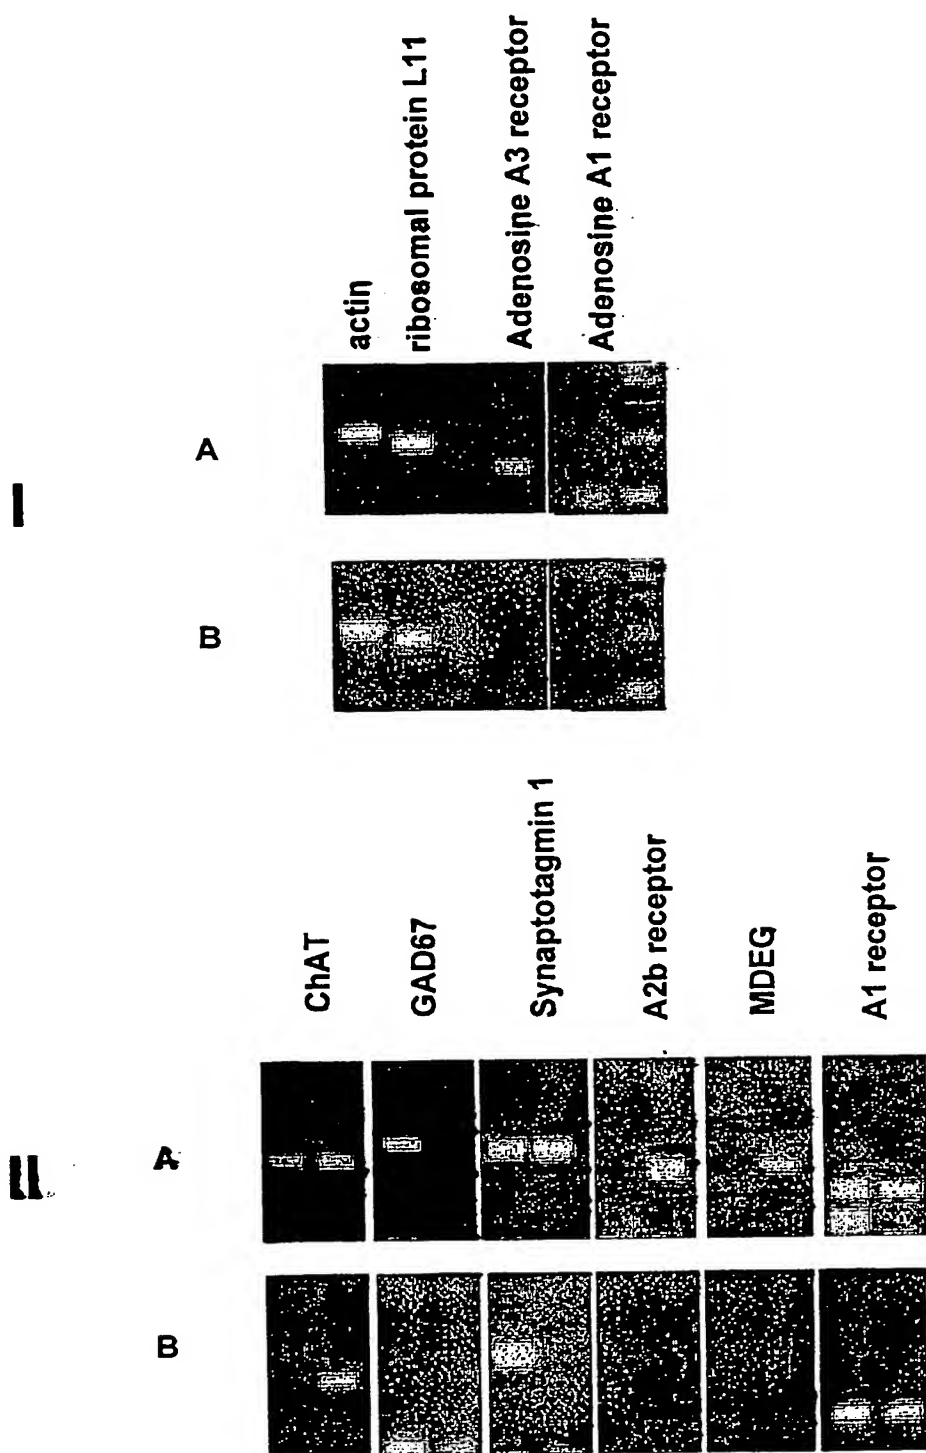 actin
ribosomal protein L11
Adenosine A3 receptor
Adenosine A1 receptor
I
A
B
ChAT
GAD67
Synaptotagmin 1
A2b receptor
MDEG
A1 receptor
II
A
B